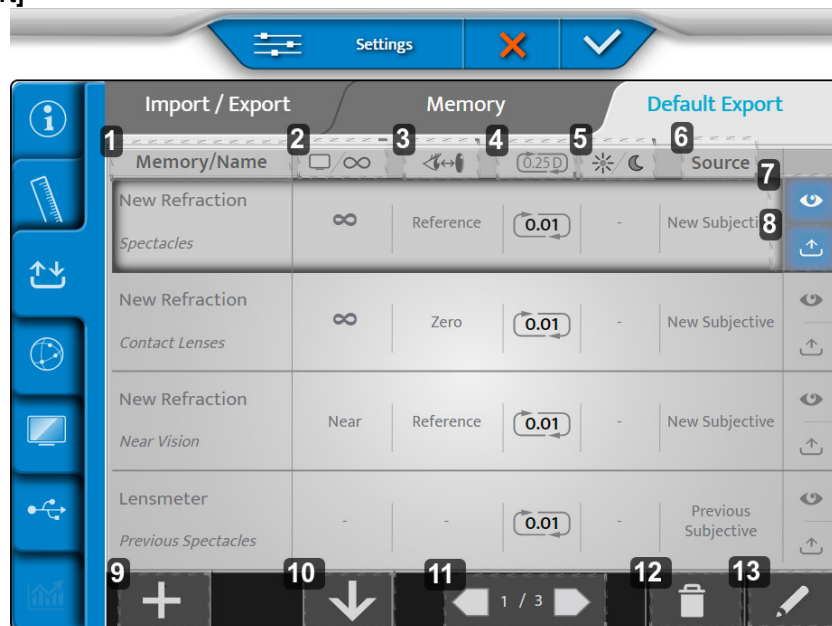 Settings
Import / Export
Memory
Default Export
1 2 3 4 5 6
Memory/Name
0.25 D
Source
7
New Refraction
Spectacles
∞
Reference
0.01
-
New Subjecti
8
New Refraction
Contact Lenses
∞
Zero
0.01
-
New Subjective
New Refraction
Near Vision
Near
Reference
0.01
-
New Subjective
Lensmeter
Previous Spectacles
-
-
0.01
-
Previous
Subjective
9 10 11 12 13
1 / 3